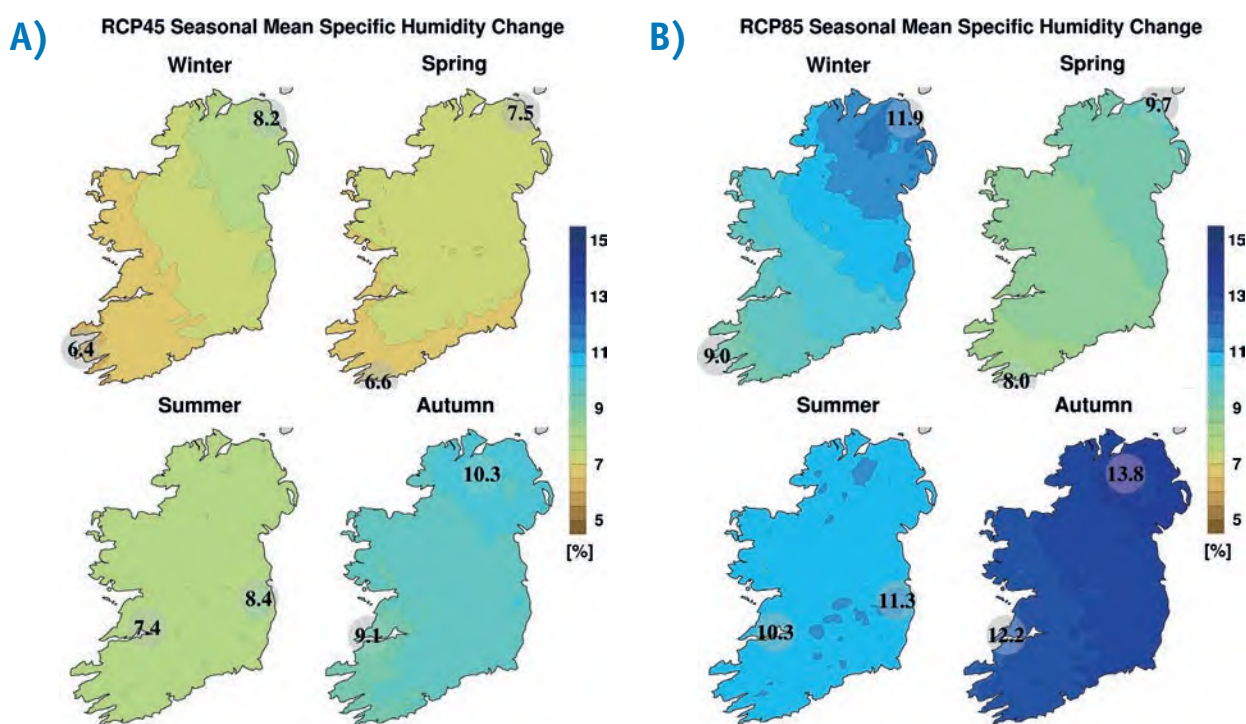 A)
RCP45 Seasonal Mean Specific Humidity Change
Winter
Spring
8.2
7.5
6.4
6.6
Summer
Autumn
10.3
8.4
7.4
9.1
15
13
11
9
7
5
[%]
B)
RCP85 Seasonal Mean Specific Humidity Change
Winter
Spring
11.9
9.7
9.0
8.0
Summer
Autumn
13.8
11.3
10.3
12.2
15
13
11
9
7
5
[%]